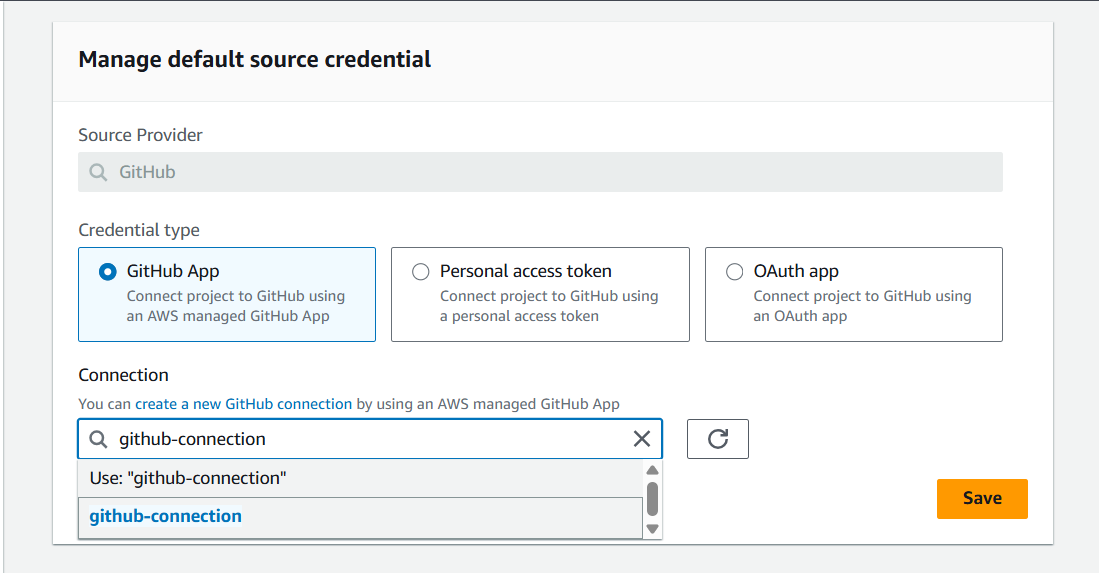 Manage default source credential
Source Provider
GitHub
Credential type
GitHub App
Connect project to GitHub using
an AWS managed GitHub App
Personal access token
Connect project to GitHub using
a personal access token
OAuth app
Connect project to GitHub using
an OAuth app
Connection
You can create a new GitHub connection by using an AWS managed GitHub App
github-connection
Use: "github-connection"
github-connection
Save